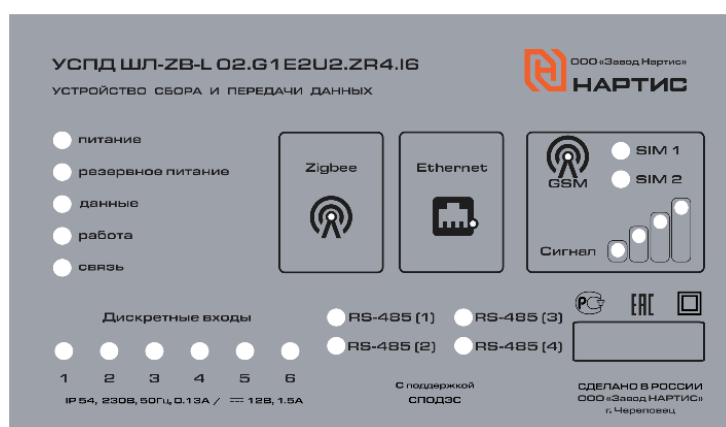 УСПД ШЛ-ZB-L 02.G1E2U2.ZR4.I6
УСТРОЙСТВО СБОРА И ПЕРЕДАЧИ ДАННЫХ
ООО «Завод Нартис»
НАРТИС
питание
резервное питание
данные
работа
связь
Zigbee
Ethernet
GSM
SIM 1
SIM 2
Сигнал
Дискретные входы
1 2 3 4 5 6
IP 54, 230В, 50Гц, 0.13А / ⎓ 12В, 1.5А
RS-485 (1) RS-485 (3)
RS-485 (2) RS-485 (4)
С поддержкой
СПОДЭС
РСТ EAC
СДЕЛАНО В РОССИИ
ООО «Завод НАРТИС»
г. Череповец